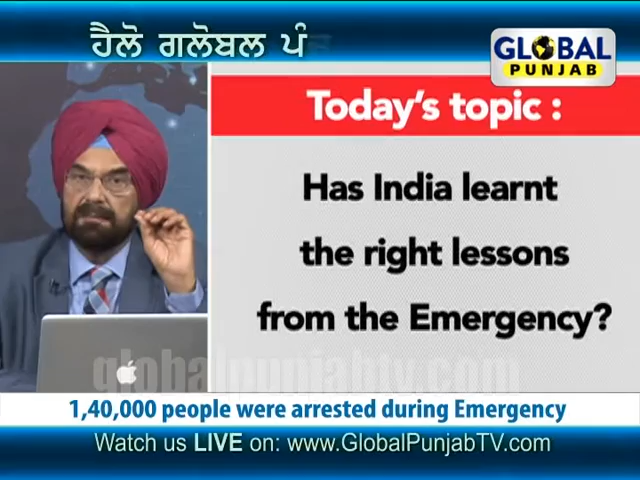 ਹੈਲੋ ਗਲੋਬਲ
GLOBAL
PUNJAB
Today's topic :
Has India learnt
the right lessons
from the Emergency?
globalpunjabtv.com
1,40,000 people were arrested during Emergency
Watch us LIVE on: www.GlobalPunjabTV.com